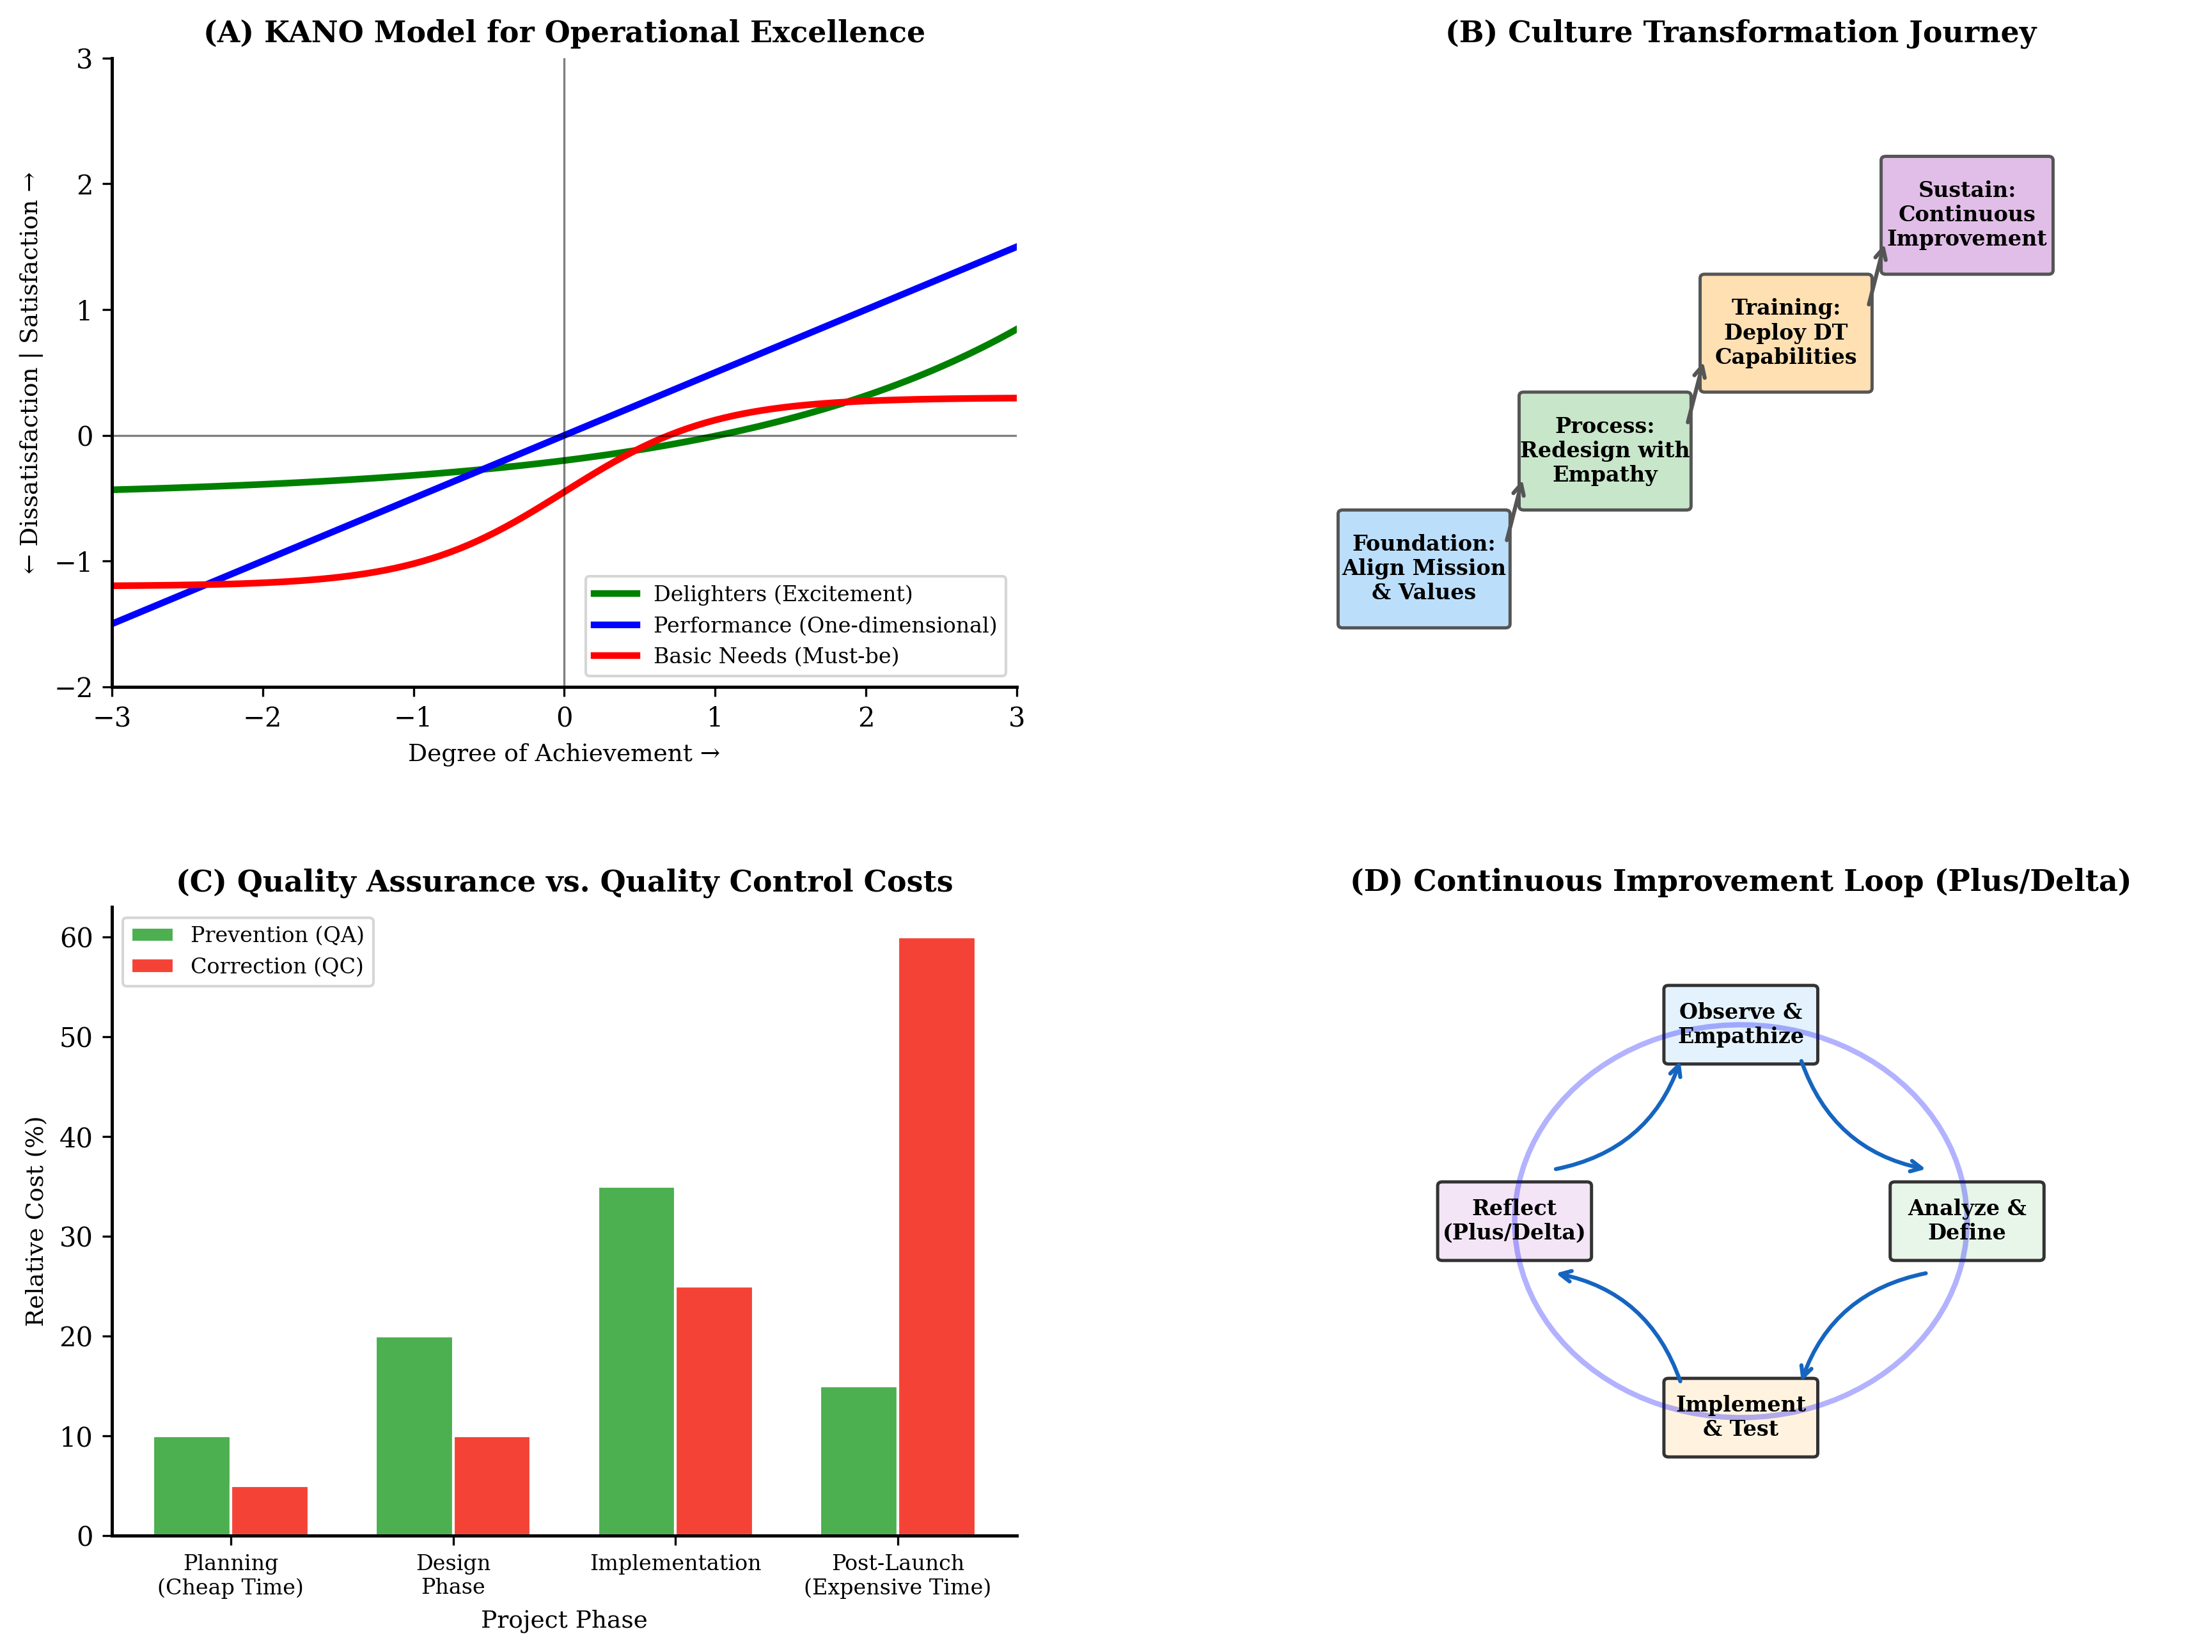 (A) KANO Model for Operational Excellence
3
2
1
0
−1
−2
← Dissatisfaction | Satisfaction →
−3
−2
−1
0
1
2
3
Degree of Achievement →
Delighters (Excitement)
Performance (One-dimensional)
Basic Needs (Must-be)
(B) Culture Transformation Journey
Sustain:
Continuous
Improvement
Training:
Deploy DT
Capabilities
Process:
Redesign with
Empathy
Foundation:
Align Mission
& Values
(C) Quality Assurance vs. Quality Control Costs
Prevention (QA)
Correction (QC)
60
50
40
30
20
10
0
Relative Cost (%)
Planning
(Cheap Time)
Design
Phase
Implementation
Post-Launch
(Expensive Time)
Project Phase
(D) Continuous Improvement Loop (Plus/Delta)
Observe &
Empathize
Analyze &
Define
Implement
& Test
Reflect
(Plus/Delta)